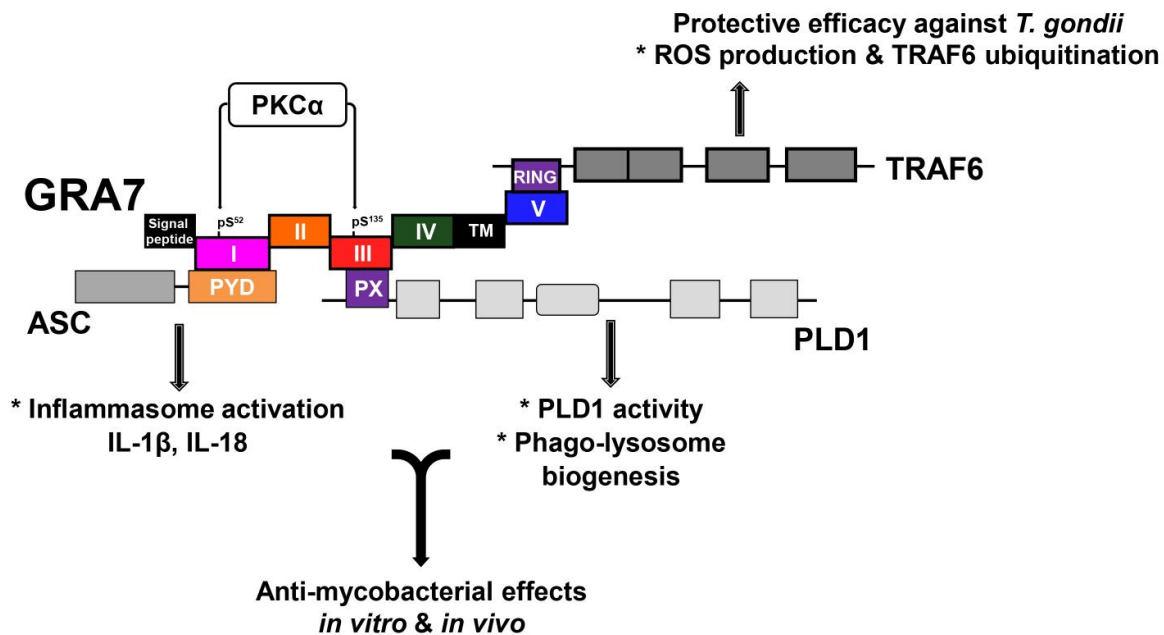 Protective efficacy against T. gondii
* ROS production & TRAF6 ubiquitination
PKCα
TRAF6
RING
V
GRA7
Signal
peptide
pS52
I
II
pS135
III
IV
TM
PYD
PX
ASC
PLD1
* Inflammasome activation
IL-1β, IL-18
* PLD1 activity
* Phago-lysosome
biogenesis
Anti-mycobacterial effects
in vitro & in vivo